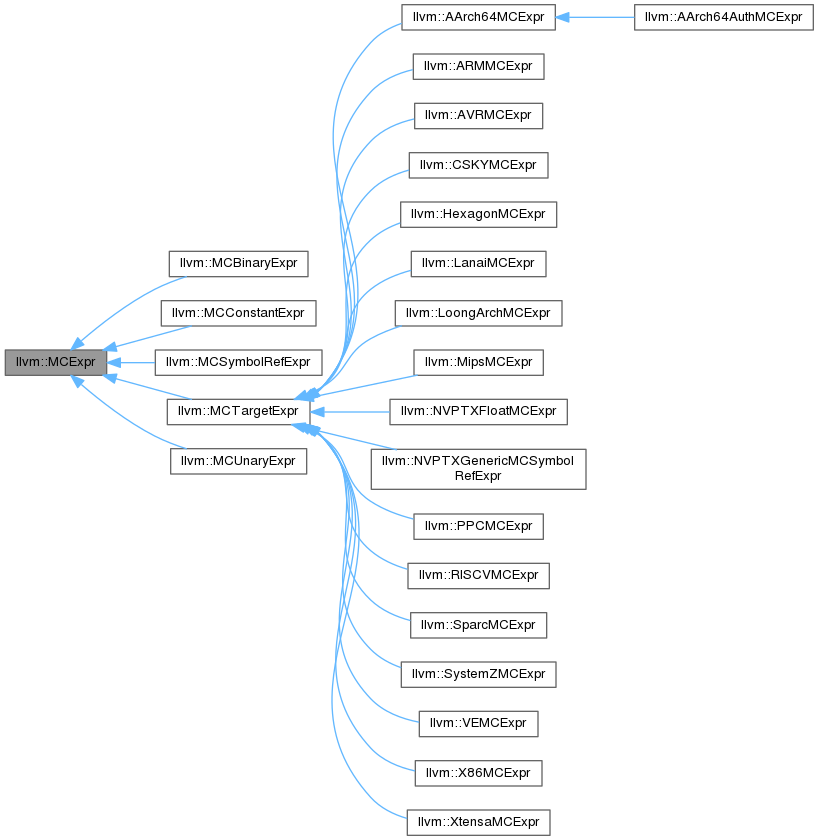 llvm::MCExpr
llvm::MCBinaryExpr
llvm::MCConstantExpr
llvm::MCSymbolRefExpr
llvm::MCTargetExpr
llvm::MCUnaryExpr
llvm::AArch64MCExpr
llvm::ARMMCExpr
llvm::AVRMCExpr
llvm::CSKYMCExpr
llvm::HexagonMCExpr
llvm::LanaiMCExpr
llvm::LoongArchMCExpr
llvm::MipsMCExpr
llvm::NVPTXFloatMCExpr
llvm::NVPTXGenericMCSymbol
RefExpr
llvm::PPCMCExpr
llvm::RISCVMCExpr
llvm::SparcMCExpr
llvm::SystemZMCExpr
llvm::VEMCExpr
llvm::X86MCExpr
llvm::XtensaMCExpr
llvm::AArch64AuthMCExpr